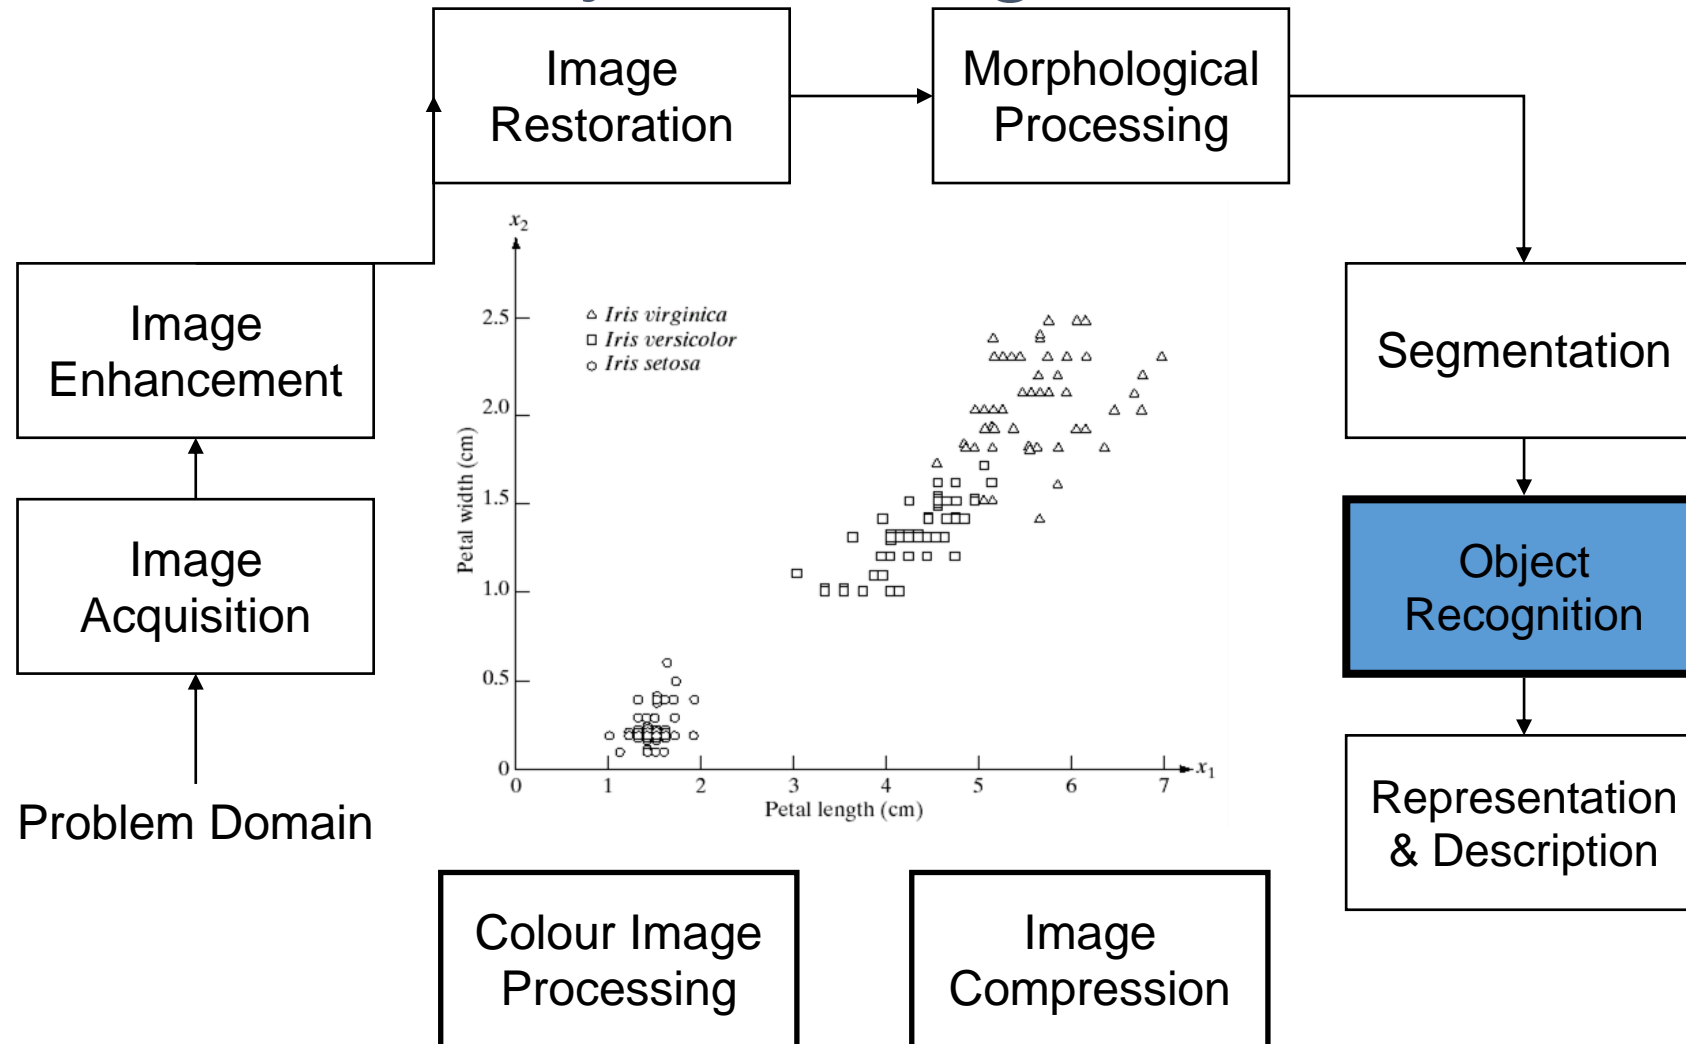 Image
Restoration
Morphological
Processing
Image
Enhancement
Segmentation
Image
Acquisition
Object
Recognition
Problem Domain
Representation
& Description
x2
2.5
2.0
1.5
1.0
0.5
0
Petal width (cm)
△ Iris virginica
□ Iris versicolor
○ Iris setosa
0 1 2 3 4 5 6 7
x1
Petal length (cm)
Colour Image
Processing
Image
Compression